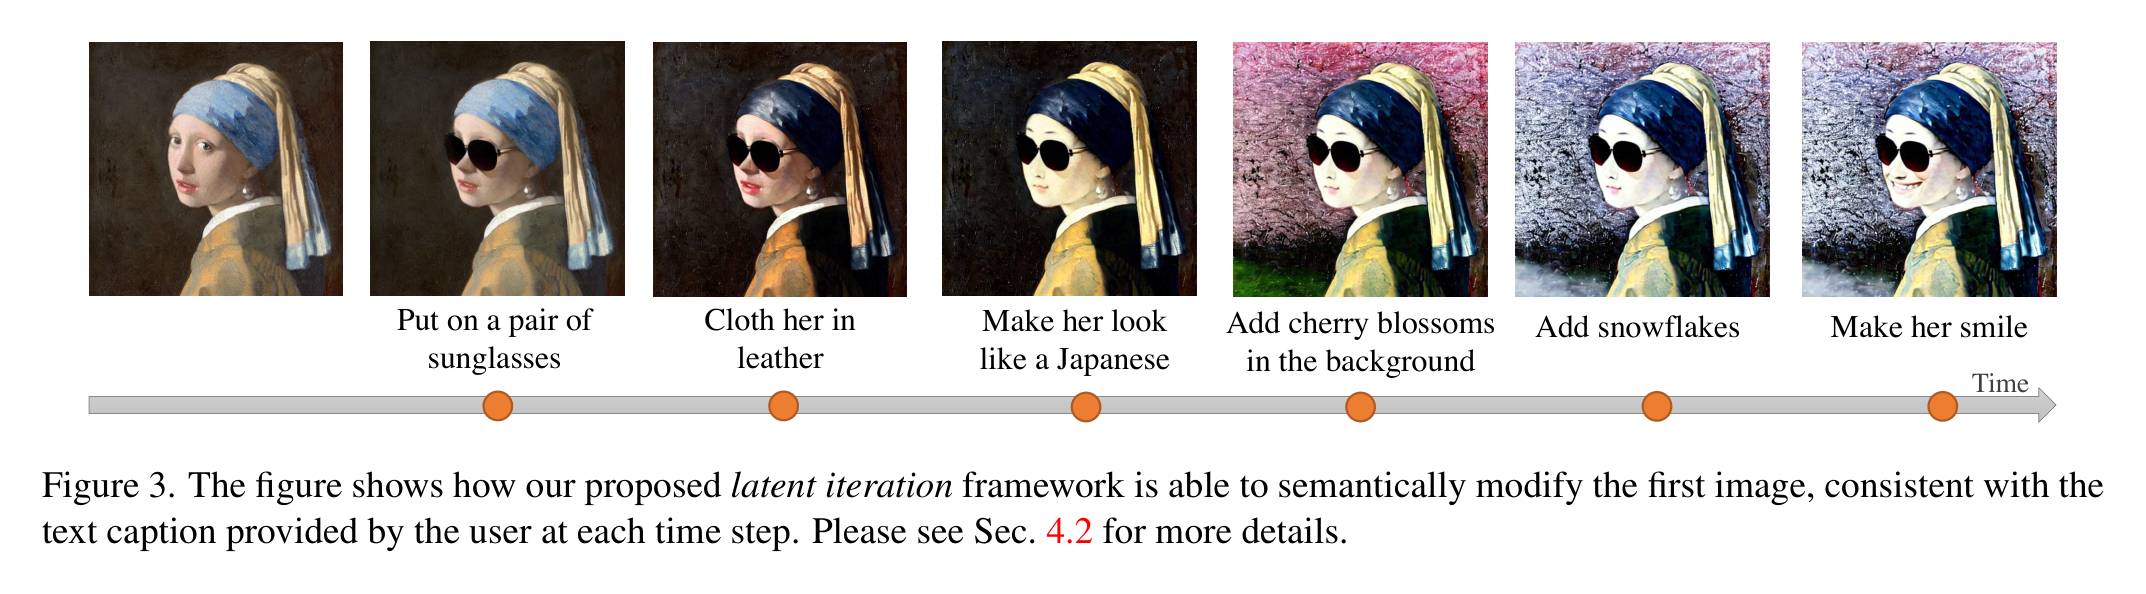 Put on a pair of
sunglasses
Cloth her in
leather
Make her look
like a Japanese
Add cherry blossoms
in the background
Add snowflakes
Make her smile
Time
Figure 3. The figure shows how our proposed latent iteration framework is able to semantically modify the first image, consistent with the
text caption provided by the user at each time step. Please see Sec. 4.2 for more details.